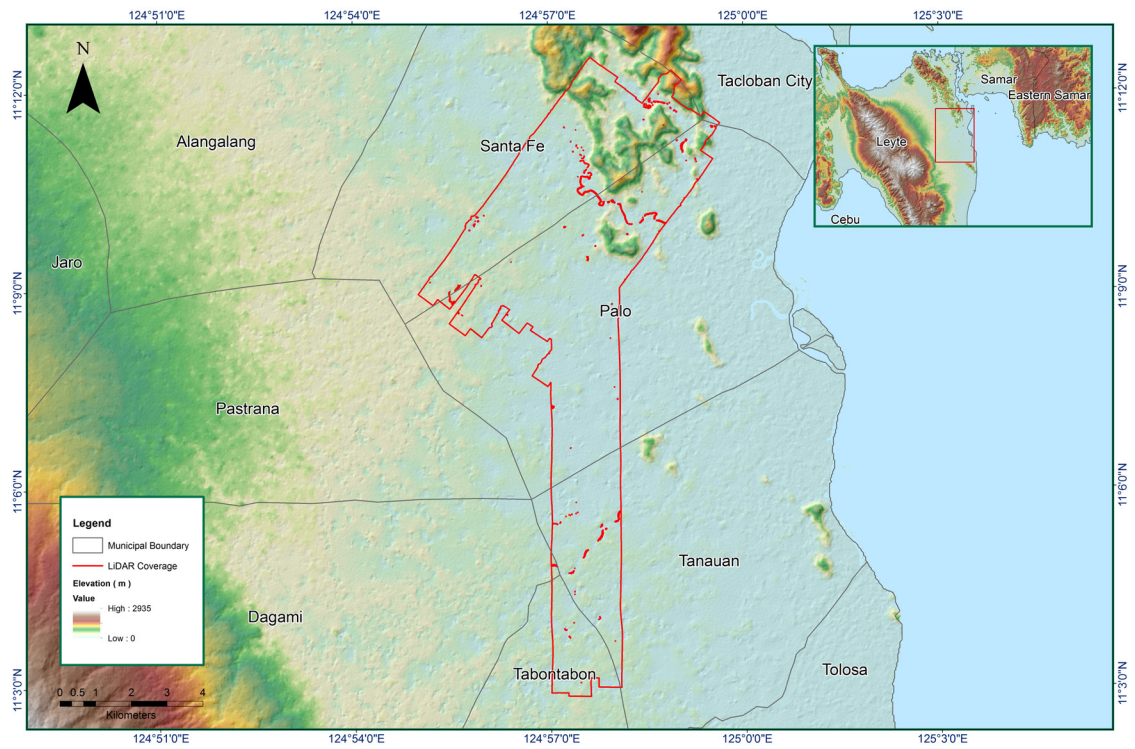 124°51'0"E 124°54'0"E 124°57'0"E 125°0'0"E 125°3'0"E
N
Tacloban City
Samar
Eastern Samar
11°12'0"N
11°12'0"N
Alangalang
Santa Fe
Leyte
Cebu
Jaro
11°9'0"N
11°9'0"N
Palo
Pastrana
11°6'0"N
11°6'0"N
Legend
Municipal Boundary
LiDAR Coverage
Elevation ( m )
Value
High : 2935
Low : 0
Tanauan
Dagami
Tabontabon
Tolosa
11°3'0"N
11°3'0"N
0 0.5 1 2 3 4
Kilometers
124°51'0"E 124°54'0"E 124°57'0"E 125°0'0"E 125°3'0"E